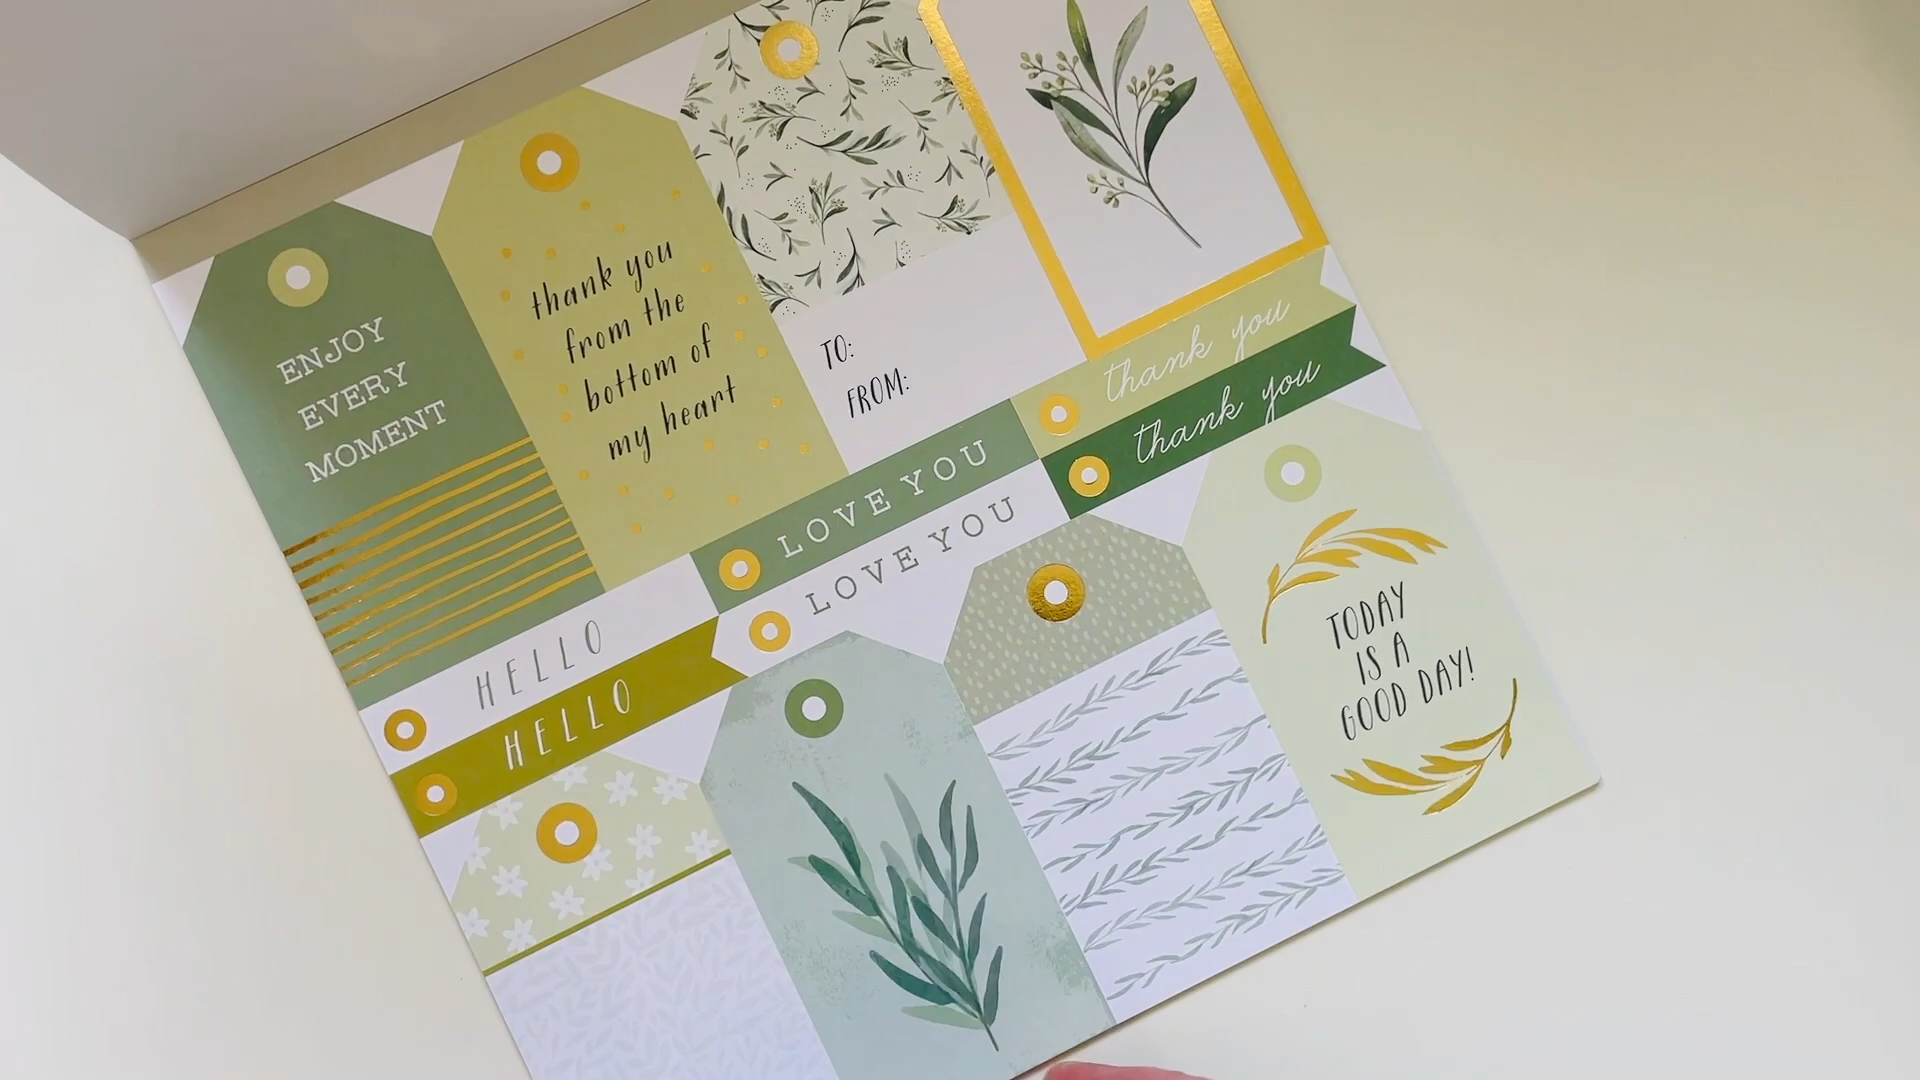 ENJOY
EVERY
MOMENT
thank you
from the
bottom of
my heart
TO:
FROM:
thank you
thank you
LOVE YOU
LOVE YOU
HELLO
HELLO
TODAY
IS A
GOOD DAY!